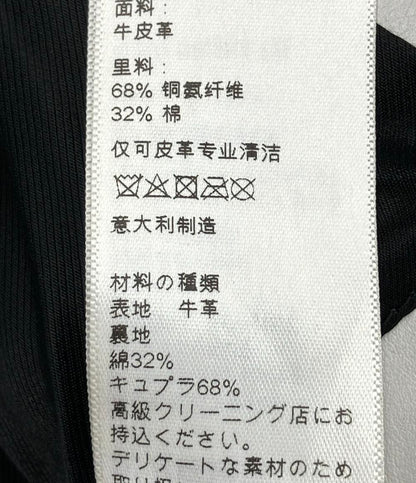 面料:
牛皮革
里料:
68% 铜氨纤维
32% 棉
仅可皮革专业清洁
意大利制造
材料の種類
表地 牛革
裏地
綿32%
キュプラ68%
高級クリーニング店にお
持込ください。
デリケートな素材のため
取り扱